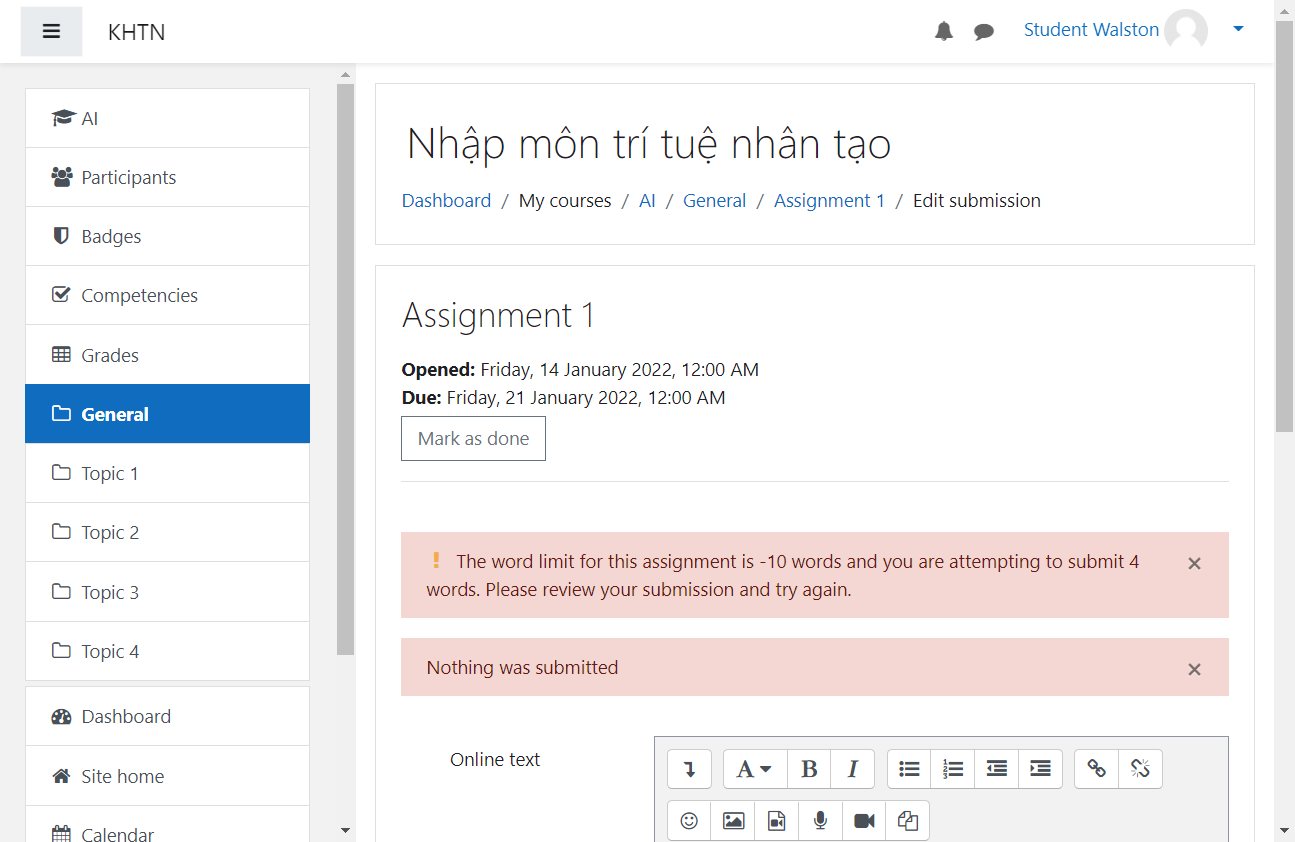 KHTN
Student Walston
AI
Participants
Badges
Competencies
Grades
General
Topic 1
Topic 2
Topic 3
Topic 4
Dashboard
Site home
Calendar
Nhập môn trí tuệ nhân tạo
Dashboard / My courses / AI / General / Assignment 1 / Edit submission
Assignment 1
Opened: Friday, 14 January 2022, 12:00 AM
Due: Friday, 21 January 2022, 12:00 AM
Mark as done
The word limit for this assignment is -10 words and you are attempting to submit 4
words. Please review your submission and try again.
Nothing was submitted
Online text